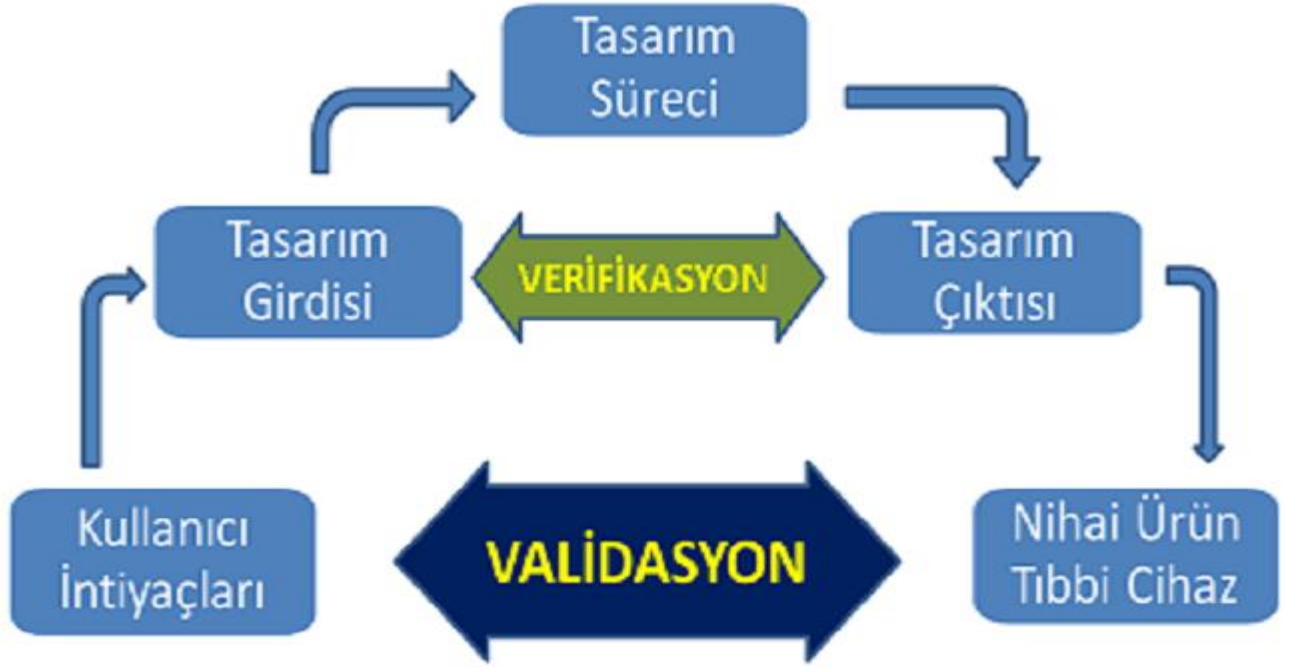 Tasarım
Süreci
Tasarım
Girdisi
VERİFİKASYON
Tasarım
Çıktısı
Kullanıcı
İntiyaçları
VALİDASYON
Nihai Ürün
Tıbbi Cihaz